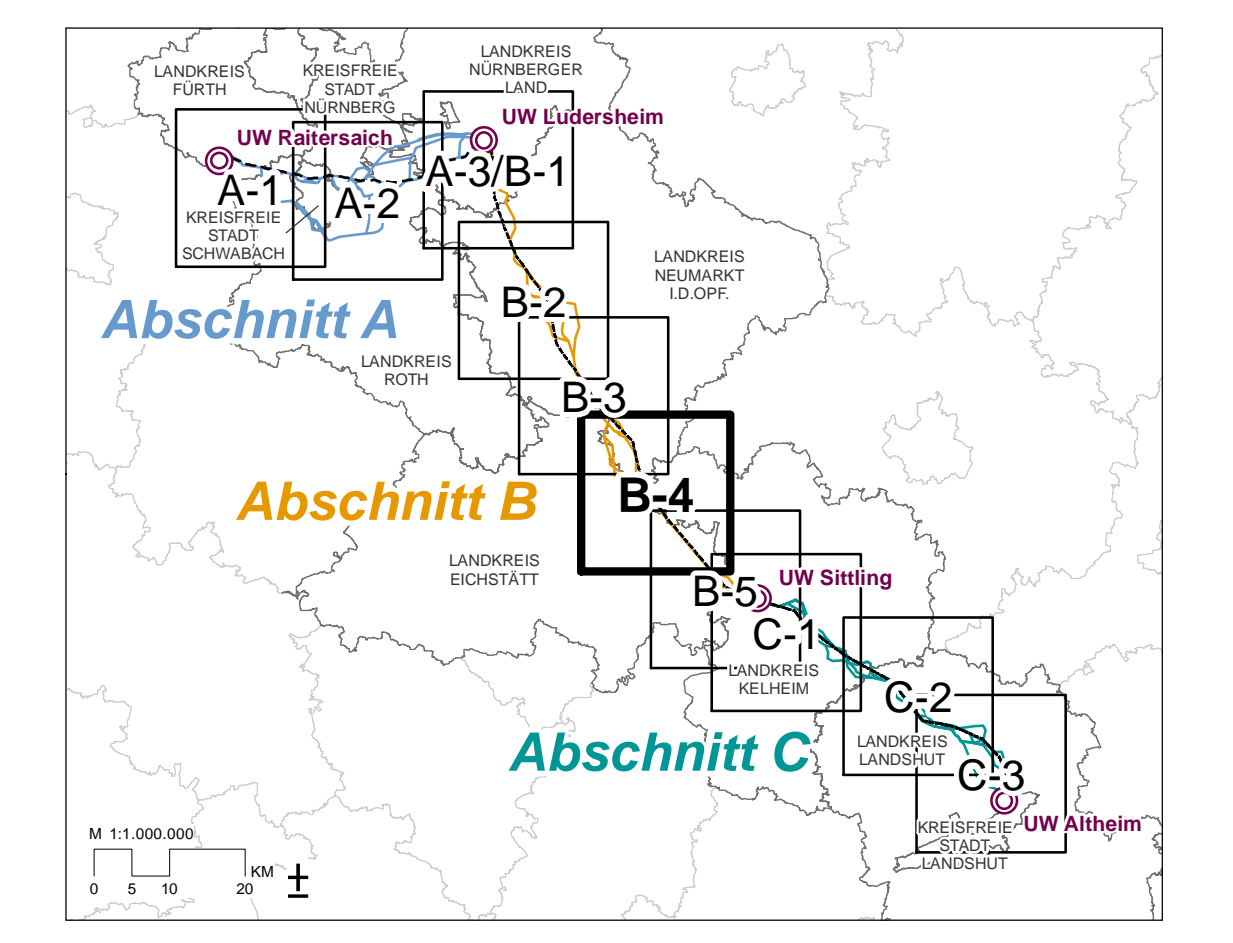 LANDKREIS
NÜRNBERGER
LAND
LANDKREIS
FÜRTH
KREISFREIE
STADT
NÜRNBERG
UW Ludersheim
UW Raitersaich
A-1
A-2
A-3/B-1
KREISFREIE
STADT
SCHWABACH
LANDKREIS
NEUMARKT
I.D.OPF.
Abschnitt A
B-2
LANDKREIS
ROTH
B-3
Abschnitt B
B-4
LANDKREIS
EICHSTÄTT
UW Sittling
B-5
C-1
LANDKREIS
KELHEIM
C-2
Abschnitt C
LANDKREIS
LANDSHUT
C-3
UW Altheim
KREISFREIE
STADT
LANDSHUT
M 1:1.000.000
KM
0 5 10 20